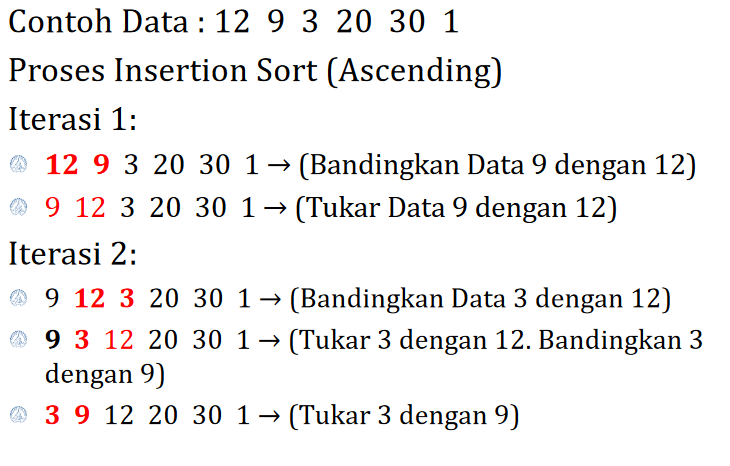 Contoh Data : 12 9 3 20 30 1
Proses Insertion Sort (Ascending)
Iterasi 1:
12 9 3 20 30 1 → (Bandingkan Data 9 dengan 12)
9 12 3 20 30 1 → (Tukar Data 9 dengan 12)
Iterasi 2:
9 12 3 20 30 1 → (Bandingkan Data 3 dengan 12)
9 3 12 20 30 1 → (Tukar 3 dengan 12. Bandingkan 3
dengan 9)
3 9 12 20 30 1 → (Tukar 3 dengan 9)